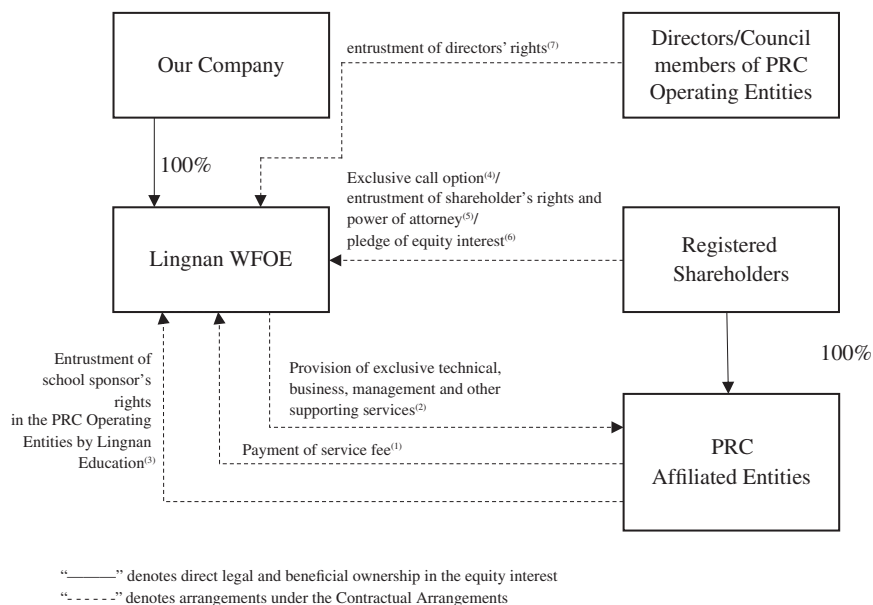 Our Company
entrustment of directors’ rights(7)
Directors/Council
members of PRC
Operating Entities
100%
Exclusive call option(4)/
entrustment of shareholder’s rights and
power of attorney(5)/
pledge of equity interest(6)
Lingnan WFOE
Registered
Shareholders
100%
Entrustment of
school sponsor’s
rights
in the PRC Operating
Entities by Lingnan
Education(3)
Provision of exclusive technical,
business, management and other
supporting services(2)
Payment of service fee(1)
PRC
Affiliated Entities
“———” denotes direct legal and beneficial ownership in the equity interest
“- - - - - -” denotes arrangements under the Contractual Arrangements